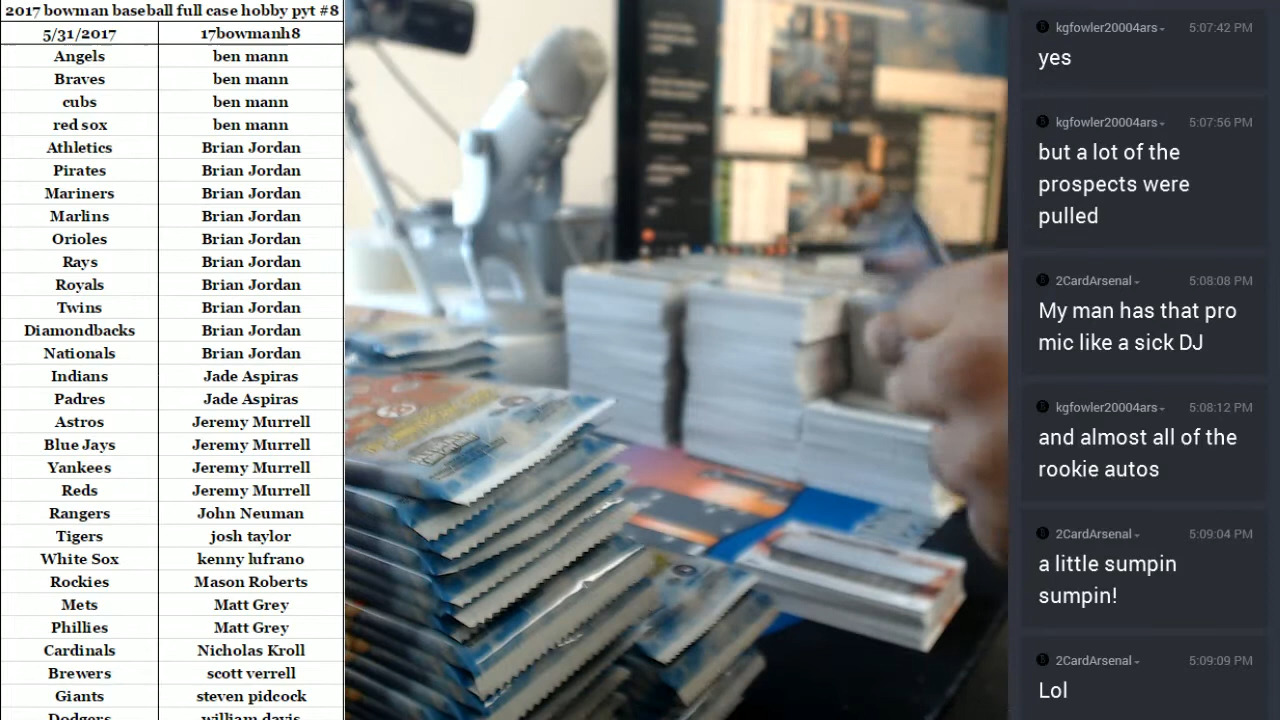 2017 bowman baseball full case hobby pyt #8
5/31/2017 17bowmanh8
Angels ben mann
Braves ben mann
cubs ben mann
red sox ben mann
Athletics Brian Jordan
Pirates Brian Jordan
Mariners Brian Jordan
Marlins Brian Jordan
Orioles Brian Jordan
Rays Brian Jordan
Royals Brian Jordan
Twins Brian Jordan
Diamondbacks Brian Jordan
Nationals Brian Jordan
Indians Jade Aspiras
Padres Jade Aspiras
Astros Jeremy Murrell
Blue Jays Jeremy Murrell
Yankees Jeremy Murrell
Reds Jeremy Murrell
Rangers John Neuman
Tigers josh taylor
White Sox kenny lufrano
Rockies Mason Roberts
Mets Matt Grey
Phillies Matt Grey
Cardinals Nicholas Kroll
Brewers scott verrell
Giants steven pidcock
Dodgers william davis
kgfowler20004ars 5:07:42 PM
yes
kgfowler20004ars 5:07:56 PM
but a lot of the
prospects were
pulled
2CardArsenal 5:08:08 PM
My man has that pro
mic like a sick DJ
kgfowler20004ars 5:08:12 PM
and almost all of the
rookie autos
2CardArsenal 5:09:04 PM
a little sumpin
sumpin!
2CardArsenal 5:09:09 PM
Lol